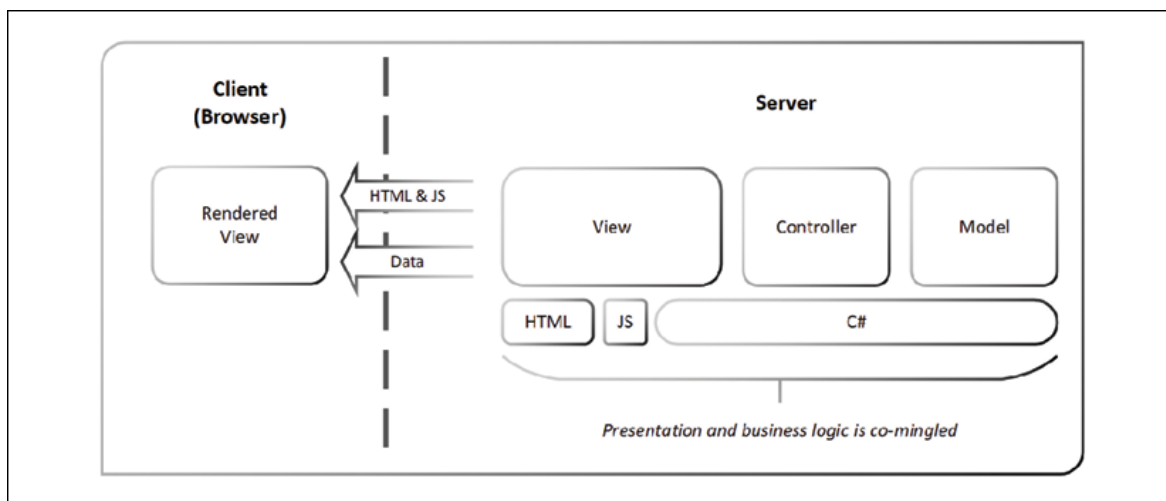 Client
(Browser)
Server
HTML & JS
Rendered
View
Data
View
Controller
Model
HTML
JS
C#
Presentation and business logic is co-mingled